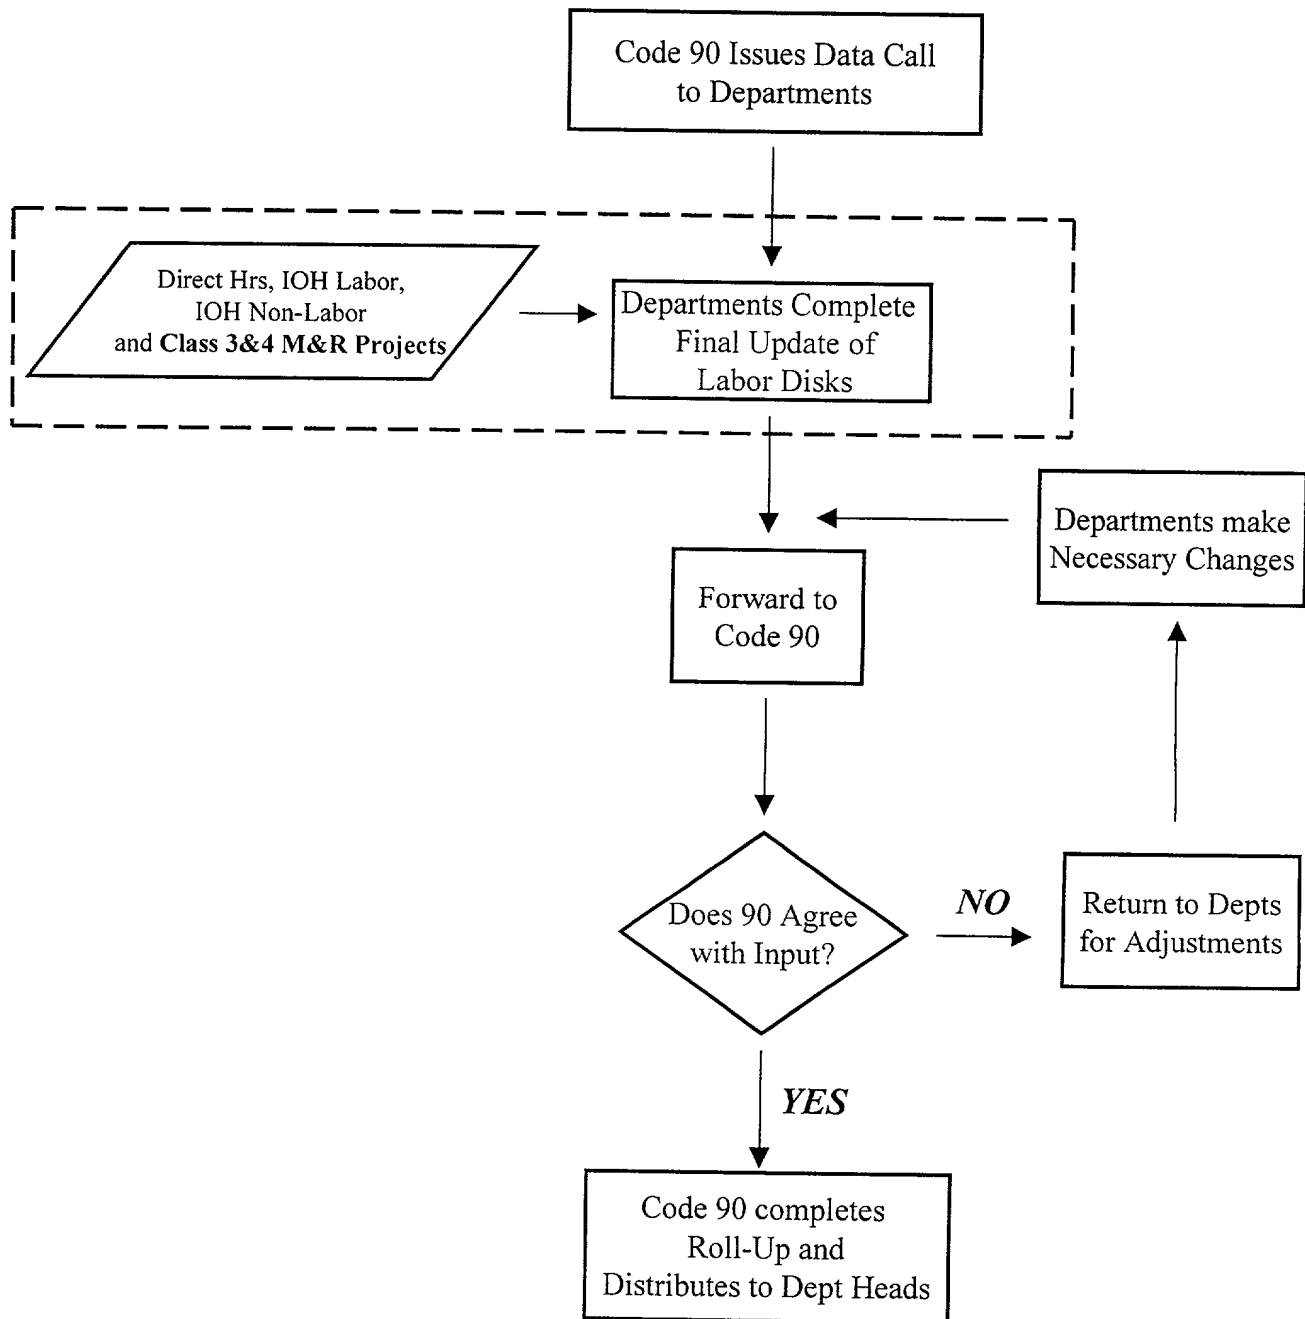 Code 90 Issues Data Call
to Departments
Direct Hrs, IOH Labor,
IOH Non-Labor
and Class 3&4 M&R Projects
Departments Complete
Final Update of
Labor Disks
Departments make
Necessary Changes
Forward to
Code 90
Does 90 Agree
with Input?
NO
Return to Depts
for Adjustments
YES
Code 90 completes
Roll-Up and
Distributes to Dept Heads